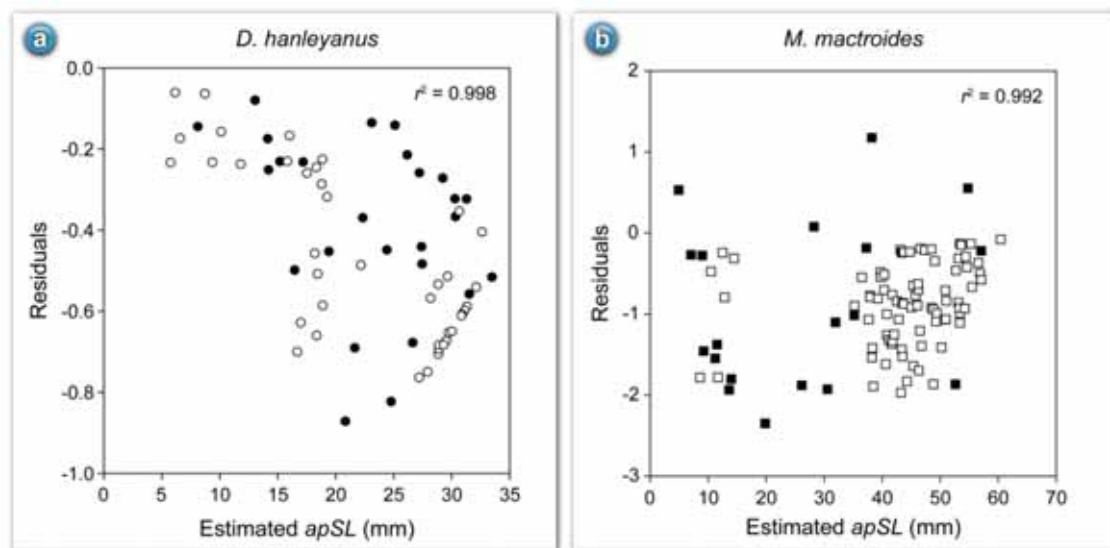 a
D. hanleyanus
r² = 0.998
0.0
-0.2
-0.4
-0.6
-0.8
-1.0
Residuals
0 5 10 15 20 25 30 35
Estimated apSL (mm)
b
M. mactroides
r² = 0.992
2
1
0
-1
-2
-3
Residuals
0 10 20 30 40 50 60 70
Estimated apSL (mm)